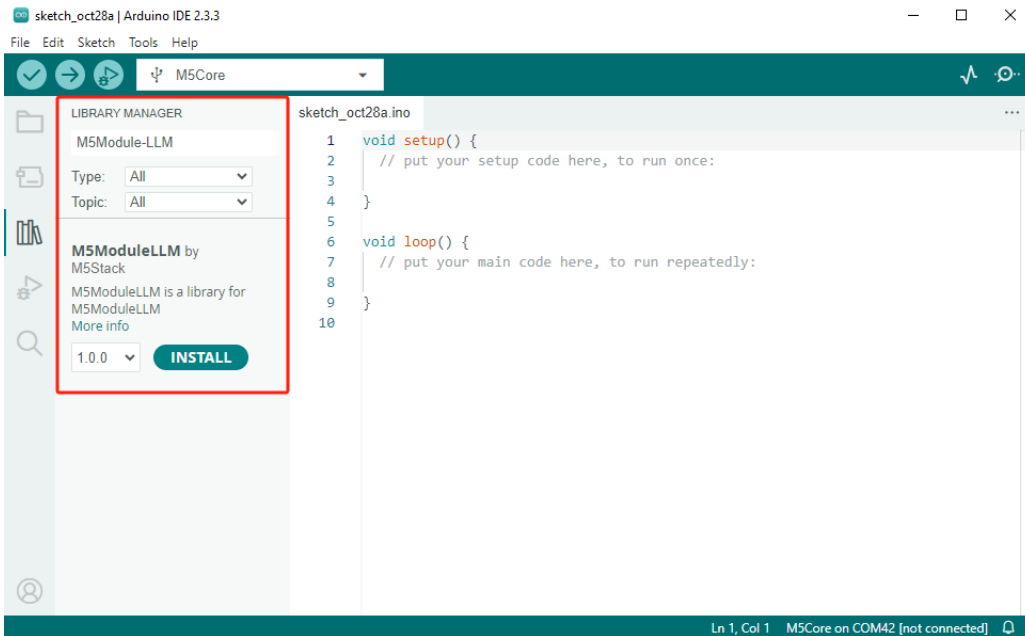 sketch_oct28a | Arduino IDE 2.3.3
File Edit Sketch Tools Help
M5Core
LIBRARY MANAGER
M5Module-LLM
Type: All
Topic: All
M5ModuleLLM by
M5Stack
M5ModuleLLM is a library for
M5ModuleLLM
More info
1.0.0 INSTALL
sketch_oct28a.ino
1 void setup() {
2 // put your setup code here, to run once:
3
4 }
5
6 void loop() {
7 // put your main code here, to run repeatedly:
8
9 }
10
Ln 1, Col 1 M5Core on COM42 [not connected]